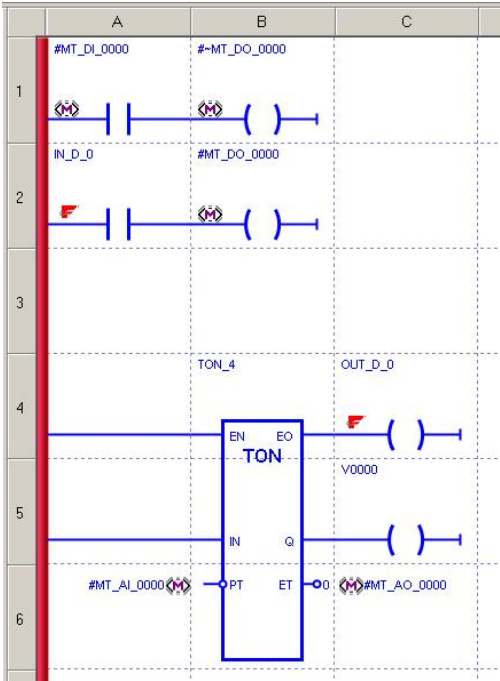 A B C
1
#MT_DI_0000 #~MT_DO_0000
M M
2
IN_D_0 #MT_DO_0000
F M
3
4
TON_4 OUT_D_0
F
EN EO
TON
5
V0000
IN Q
6
#MT_AI_0000 M PT ET 0 M #MT_AO_0000